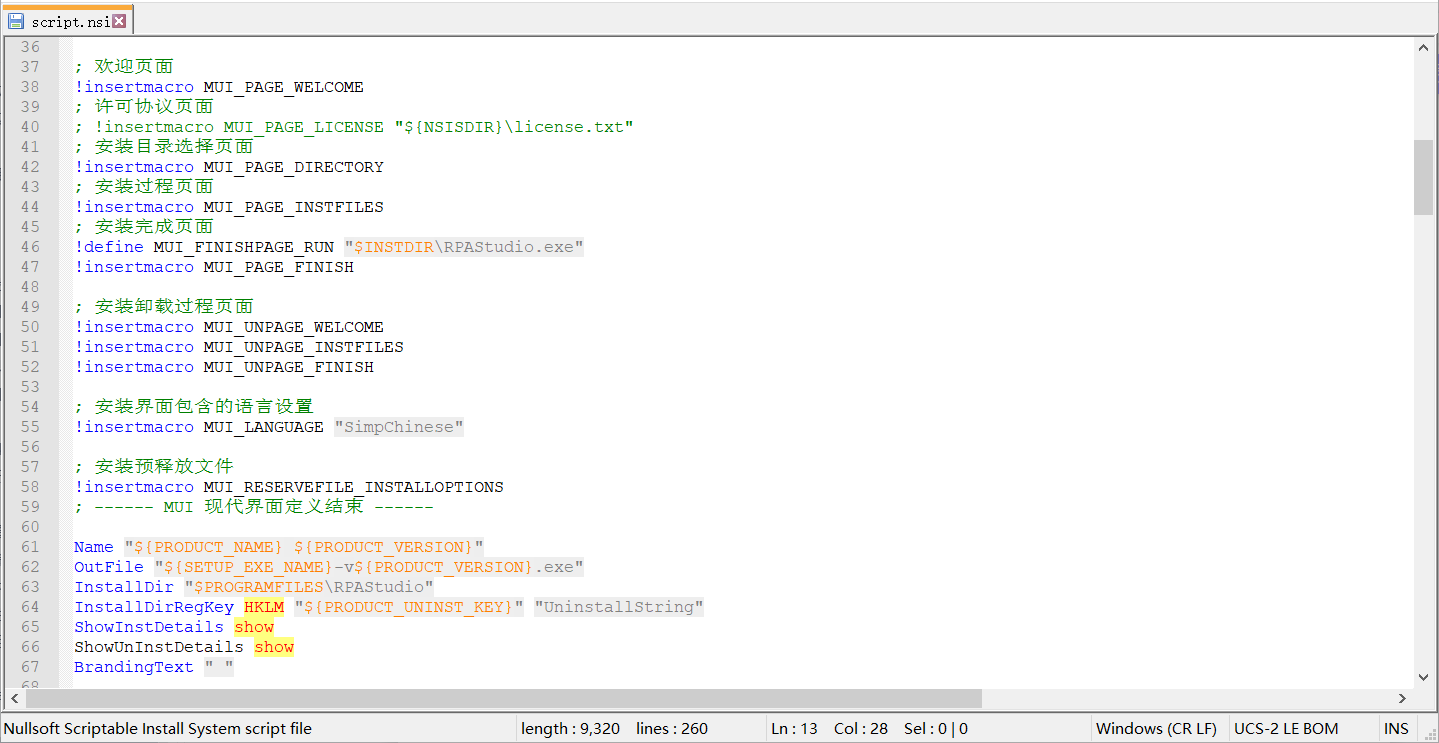 script.nsi
36
37 ; 欢迎页面
38 !insertmacro MUI_PAGE_WELCOME
39 ; 许可协议页面
40 ; !insertmacro MUI_PAGE_LICENSE "${NSISDIR}\license.txt"
41 ; 安装目录选择页面
42 !insertmacro MUI_PAGE_DIRECTORY
43 ; 安装过程页面
44 !insertmacro MUI_PAGE_INSTFILES
45 ; 安装完成页面
46 !define MUI_FINISHPAGE_RUN "$INSTDIR\RPAStudio.exe"
47 !insertmacro MUI_PAGE_FINISH
48
49 ; 安装卸载过程页面
50 !insertmacro MUI_UNPAGE_WELCOME
51 !insertmacro MUI_UNPAGE_INSTFILES
52 !insertmacro MUI_UNPAGE_FINISH
53
54 ; 安装界面包含的语言设置
55 !insertmacro MUI_LANGUAGE "SimpChinese"
56
57 ; 安装预释放文件
58 !insertmacro MUI_RESERVEFILE_INSTALLOPTIONS
59 ; ------ MUI 现代界面定义结束 ------
60
61 Name "${PRODUCT_NAME} ${PRODUCT_VERSION}"
62 OutFile "${SETUP_EXE_NAME}-v${PRODUCT_VERSION}.exe"
63 InstallDir "$PROGRAMFILES\RPAStudio"
64 InstallDirRegKey HKLM "${PRODUCT_UNINST_KEY}" "UninstallString"
65 ShowInstDetails show
66 ShowUnInstDetails show
67 BrandingText " "
68
Nullsoft Scriptable Install System script file length : 9,320 lines : 260 Ln : 13 Col : 28 Sel : 0 | 0 Windows (CR LF) UCS-2 LE BOM INS